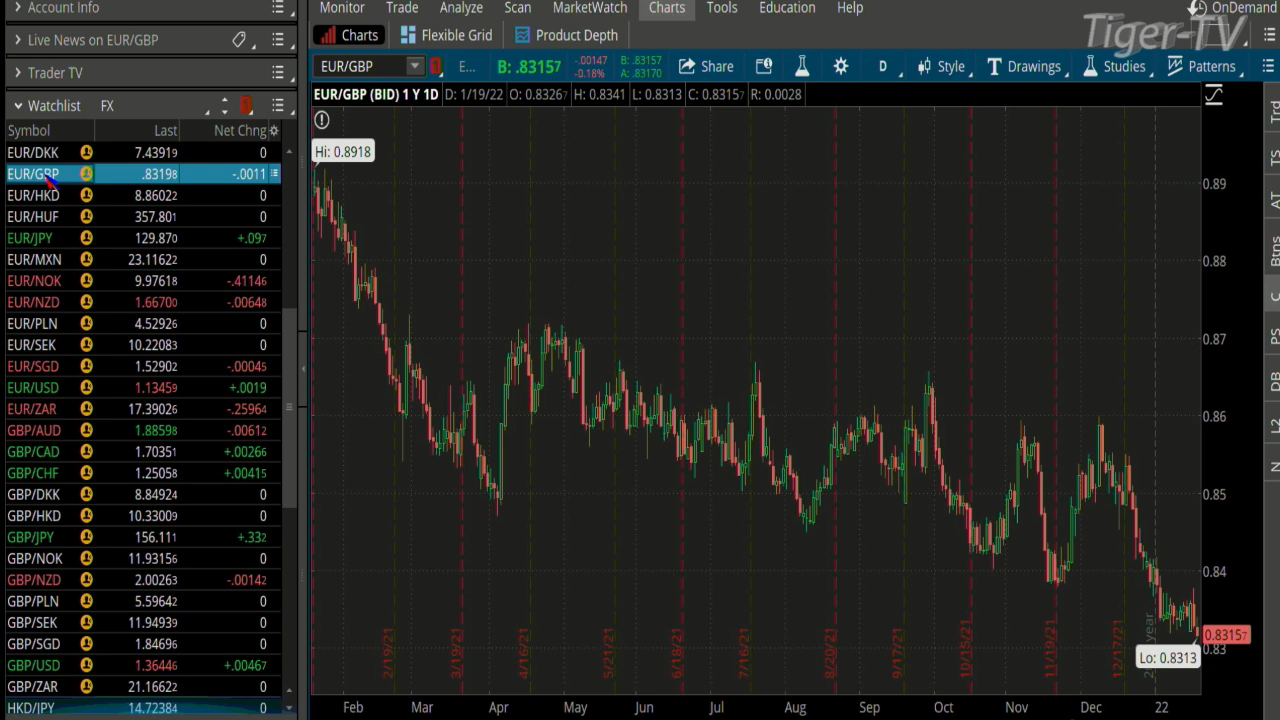 Account Info
Monitor Trade Analyze Scan MarketWatch Charts Tools Education Help OnDemand
Tiger-TV
Live News on EUR/GBP
Charts Flexible Grid Product Depth
Trader TV
EUR/GBP E... B: .83157 -.00147 -0.18% B: .83157 A: .83170 Share D Style Drawings Studies Patterns
Watchlist FX
EUR/GBP (BID) 1 Y 1D D: 1/19/22 O: 0.83267 H: 0.8341 L: 0.8313 C: 0.83157 R: 0.0028
Symbol Last Net Chng
EUR/DKK 7.43919 0
EUR/GBP .83198 -.0011
EUR/HKD 8.86022 0
EUR/HUF 357.801 0
EUR/JPY 129.870 +.097
EUR/MXN 23.11622 0
EUR/NOK 9.97618 -.41146
EUR/NZD 1.66700 -.00648
EUR/PLN 4.52926 0
EUR/SEK 10.22083 0
EUR/SGD 1.52902 -.00045
EUR/USD 1.13459 +.0019
EUR/ZAR 17.39026 -.25964
GBP/AUD 1.88598 -.00612
GBP/CAD 1.70351 +.00266
GBP/CHF 1.25058 +.00415
GBP/DKK 8.84924 0
GBP/HKD 10.33009 0
GBP/JPY 156.111 +.332
GBP/NOK 11.93156 0
GBP/NZD 2.00263 -.00142
GBP/PLN 5.59642 0
GBP/SEK 11.94939 0
GBP/SGD 1.84696 0
GBP/USD 1.36446 +.00467
GBP/ZAR 21.16622 0
HKD/JPY 14.72384 0
Hi: 0.8918
0.89
0.88
0.87
0.86
0.85
0.84
0.83157
0.83
Lo: 0.8313
2/19/21 3/19/21 4/16/21 5/21/21 6/18/21 7/16/21 8/20/21 9/17/21 10/15/21 11/19/21 12/17/21 year
Feb Mar Apr May Jun Jul Aug Sep Oct Nov Dec 22
Trd
TS
AT
Btns
C
PS
DB
L2
N